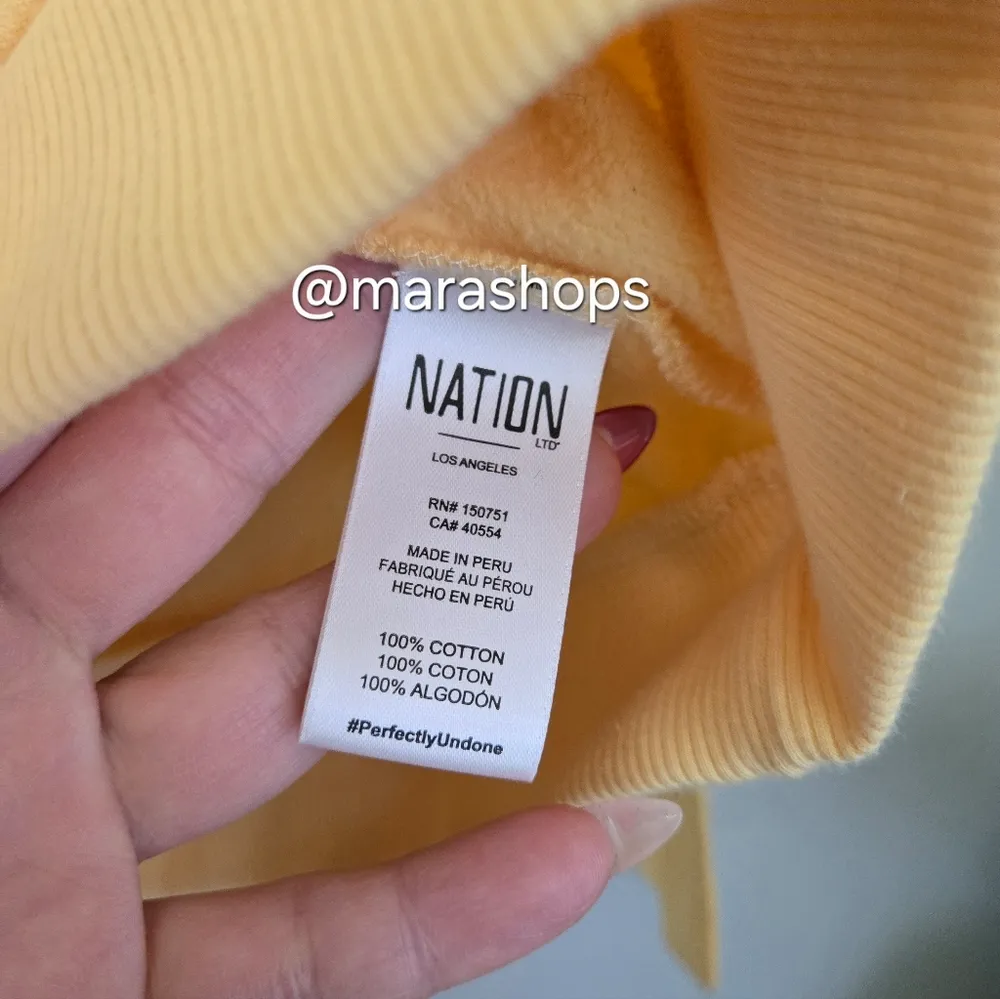 @marashops
NATION
LTD™
LOS ANGELES
RN# 150751
CA# 40554
MADE IN PERU
FABRIQUÉ AU PÉROU
HECHO EN PERÚ
100% COTTON
100% COTON
100% ALGODÓN
#PerfectlyUndone